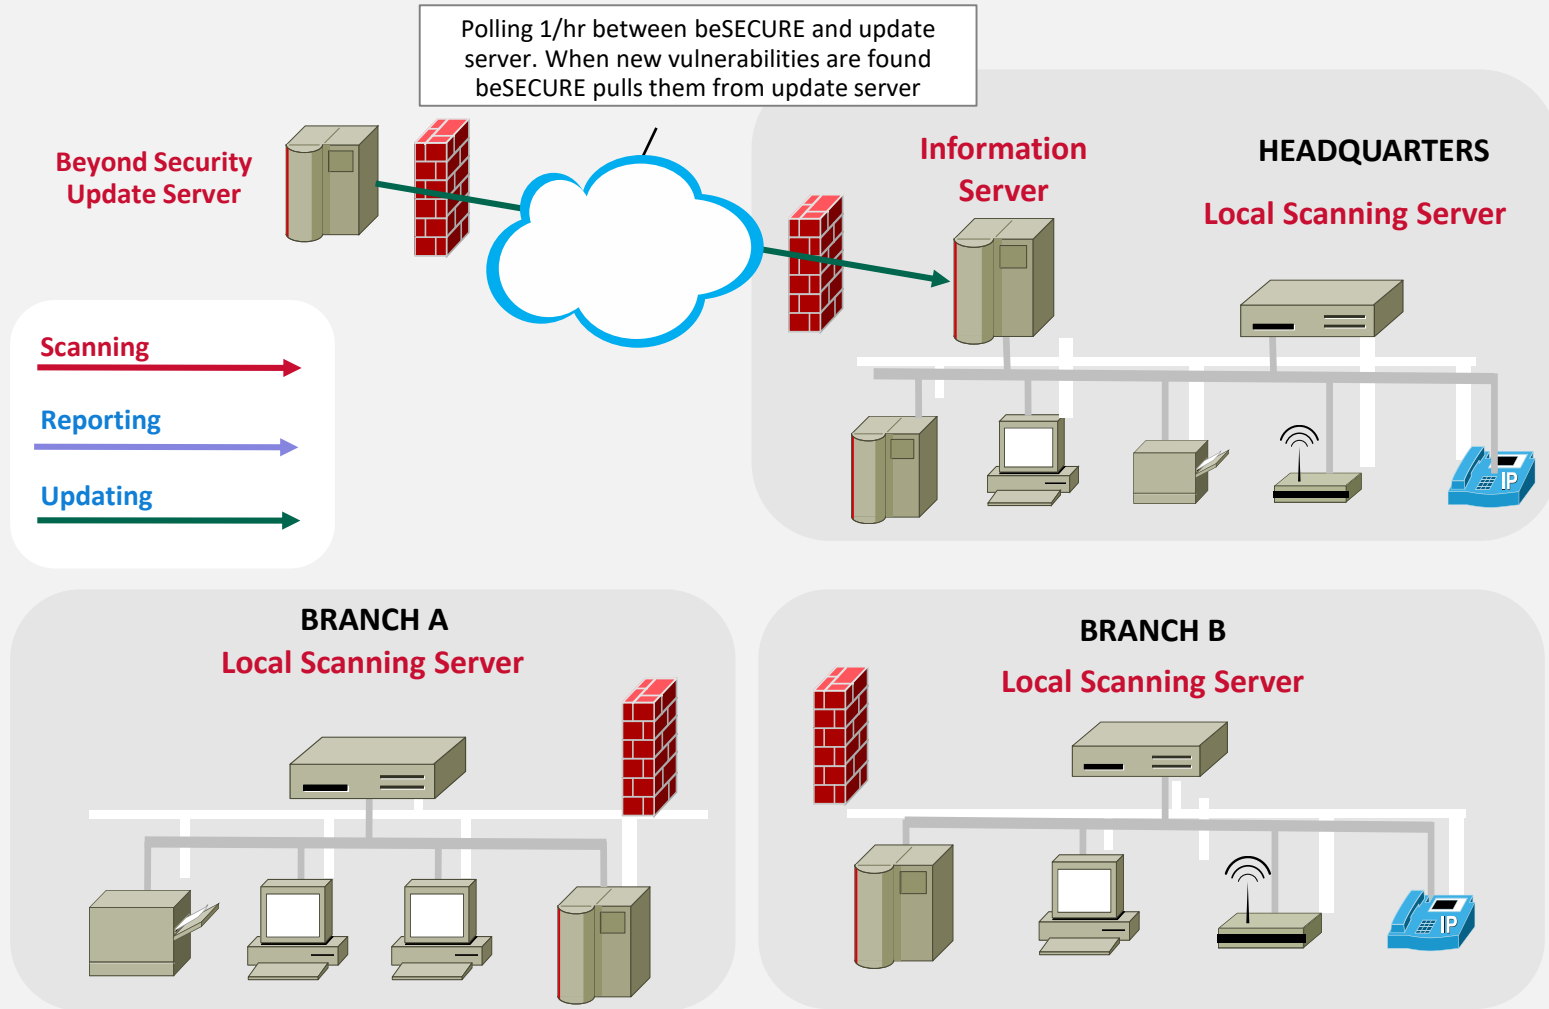 Polling 1/hr between beSECURE and update
server. When new vulnerabilities are found
beSECURE pulls them from update server
Beyond Security
Update Server
Information
Server
HEADQUARTERS
Local Scanning Server
Scanning
Reporting
Updating
IP
BRANCH A
Local Scanning Server
BRANCH B
Local Scanning Server
IP